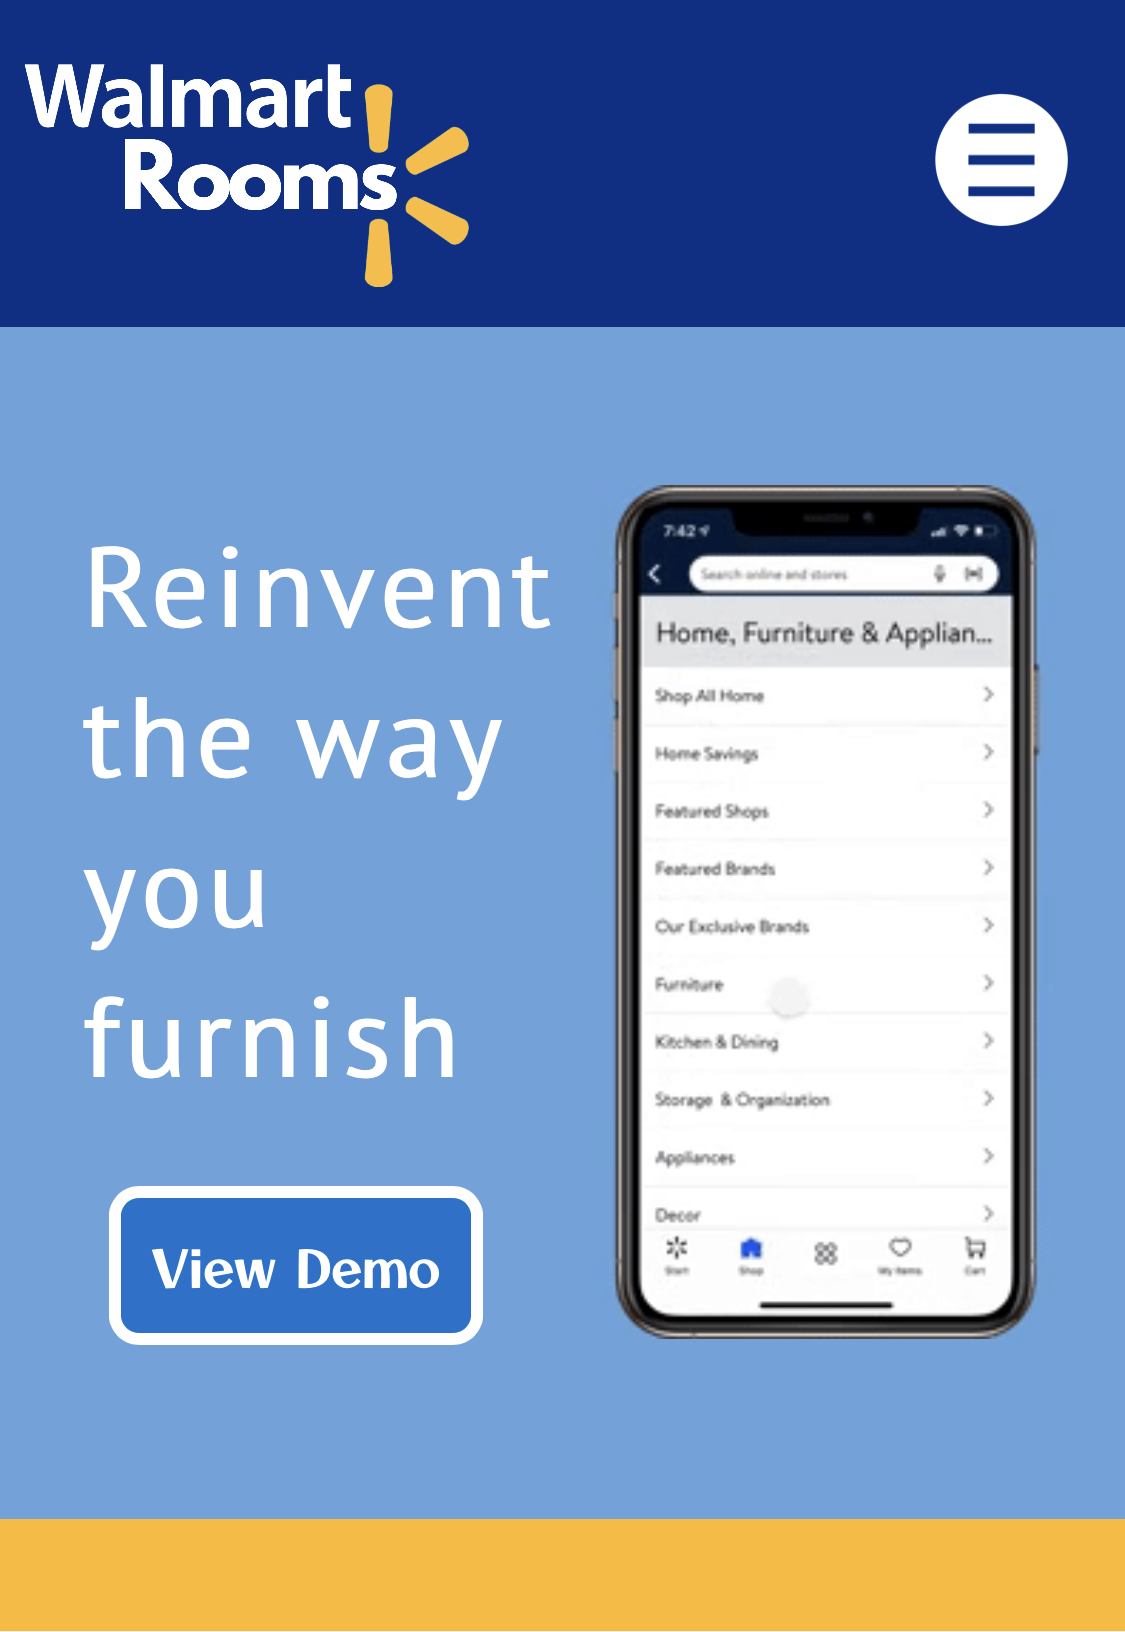 Walmart
Rooms
Reinvent
the way
you
furnish
View Demo
7:42
Search online and stores
Home, Furniture & Applian...
Shop All Home
Home Savings
Featured Shops
Featured Brands
Our Exclusive Brands
Furniture
Kitchen & Dining
Storage & Organization
Appliances
Decor
Start Shop My Items Cart